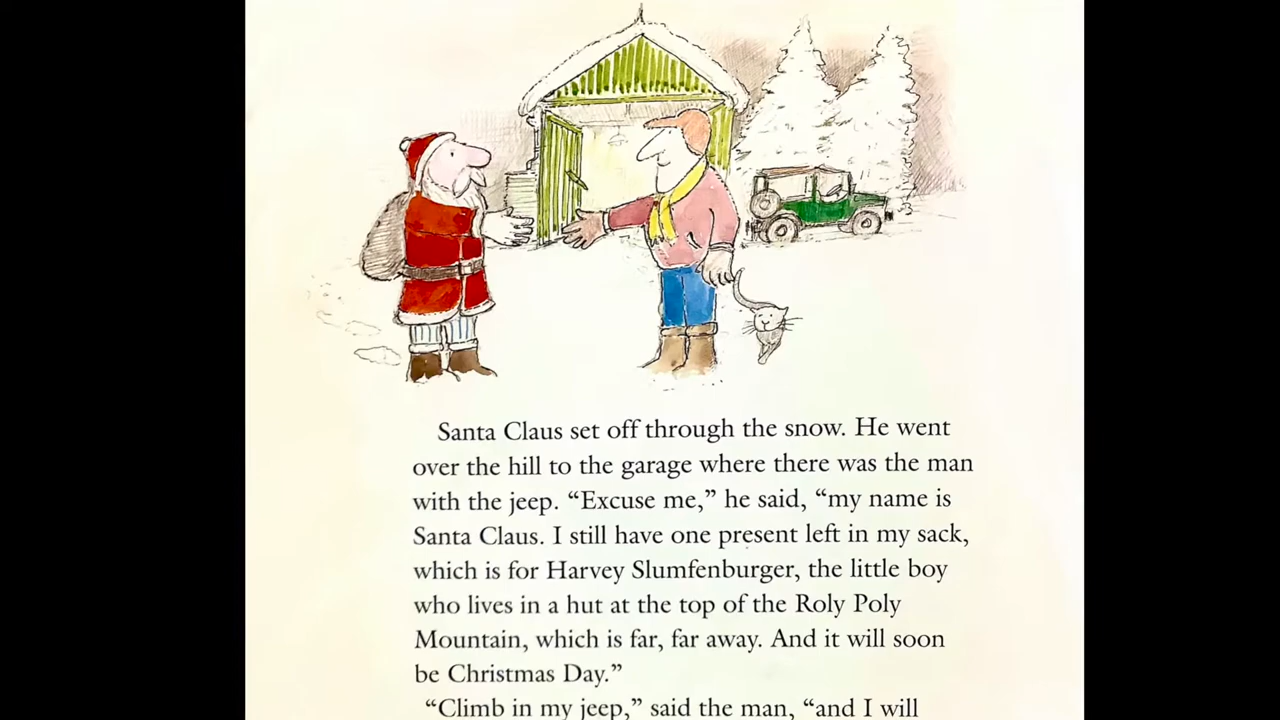 Santa Claus set off through the snow. He went
over the hill to the garage where there was the man
with the jeep. “Excuse me,” he said, “my name is
Santa Claus. I still have one present left in my sack,
which is for Harvey Slumfenburger, the little boy
who lives in a hut at the top of the Roly Poly
Mountain, which is far, far away. And it will soon
be Christmas Day.”
“Climb in my jeep,” said the man, “and I will